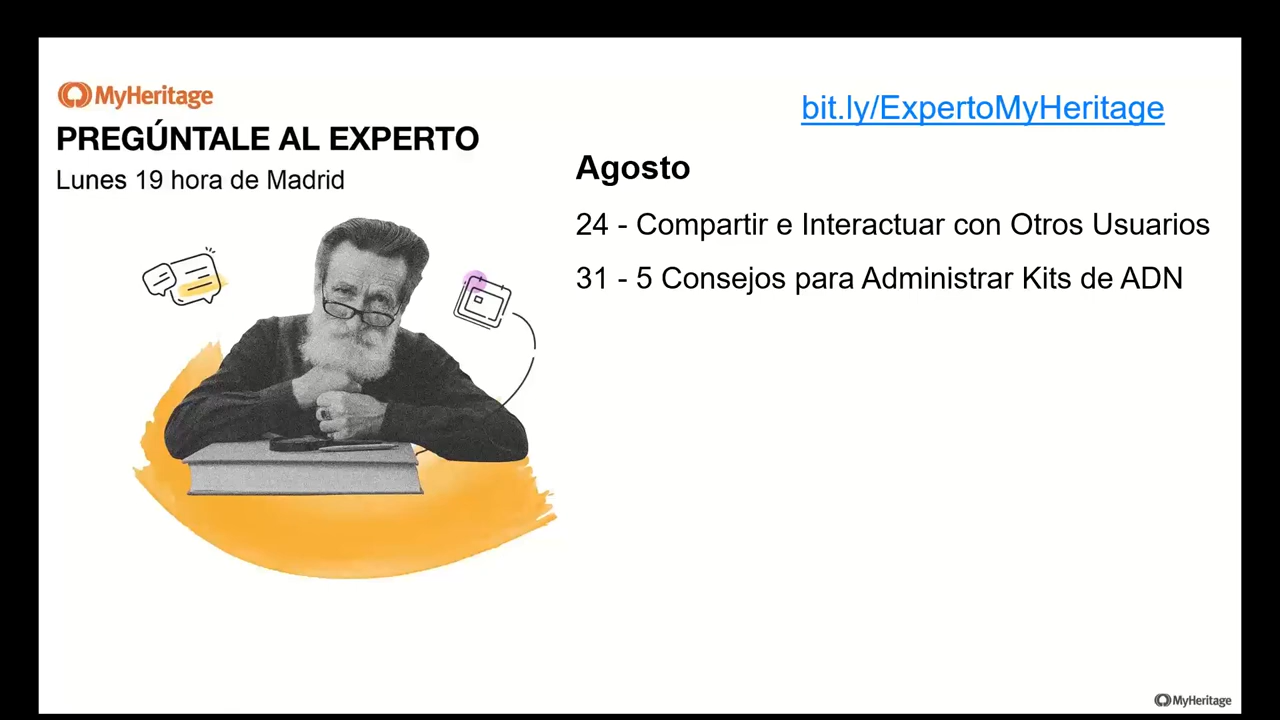 MyHeritage
PREGÚNTALE AL EXPERTO
Lunes 19 hora de Madrid
bit.ly/ExpertoMyHeritage
Agosto
24 - Compartir e Interactuar con Otros Usuarios
31 - 5 Consejos para Administrar Kits de ADN
MyHeritage